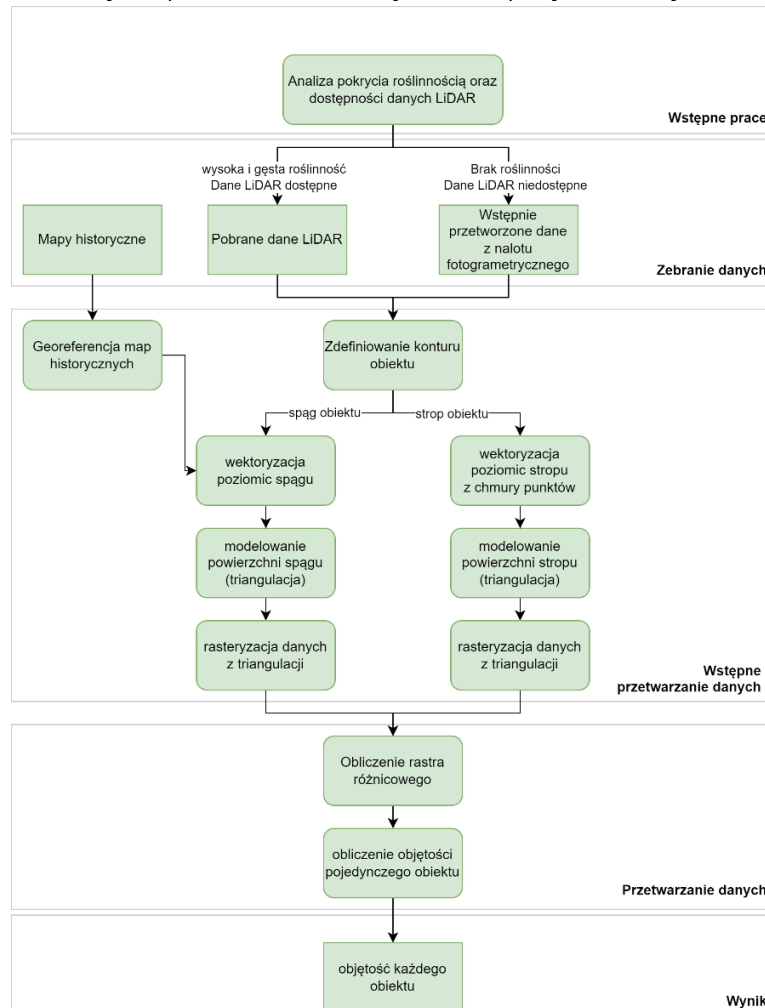 Analiza pokrycia roślinnością oraz
dostępności danych LiDAR
Wstępne prace
wysoka i gęsta roślinność
Dane LiDAR dostępne
Brak roślinności
Dane LiDAR niedostępne
Mapy historyczne
Pobrane dane LiDAR
Wstępnie
przetworzone dane
z nalotu
fotogrametrycznego
Zebranie danych
Georeferencja map
historycznych
Zdefiniowanie konturu
obiektu
spąg obiektu
strop obiektu
wektoryzacja
poziomic spągu
wektoryzacja
poziomic stropu
z chmury punktów
modelowanie
powierzchni spągu
(triangulacja)
modelowanie
powierzchni stropu
(triangulacja)
rasteryzacja danych
z triangulacji
rasteryzacja danych
z triangulacji
Wstępne
przetwarzanie danych
Obliczenie rastra
różnicowego
obliczenie objętości
pojedynczego obiektu
Przetwarzanie danych
objętość każdego
obiektu
Wynik